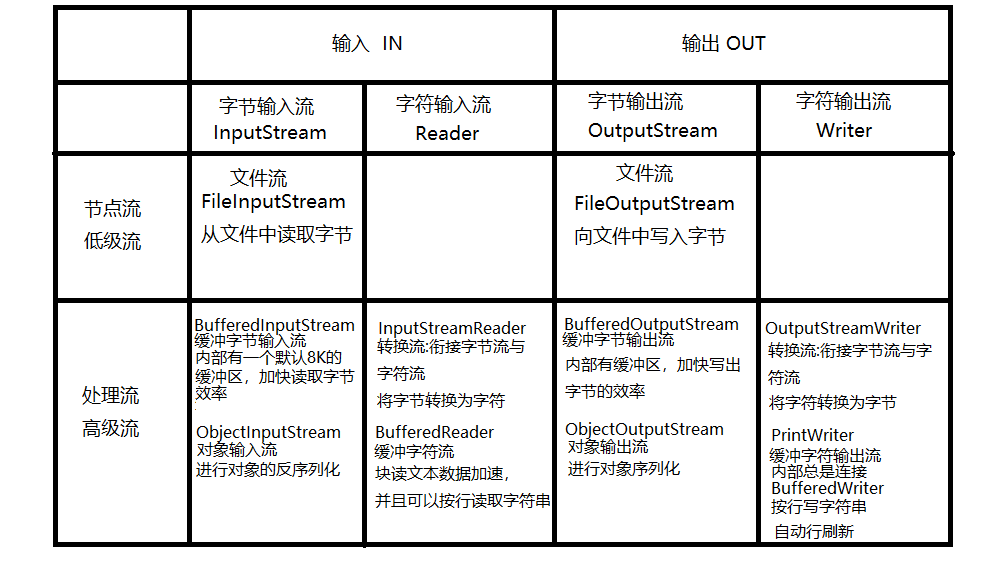 输入 IN
输出 OUT
字节输入流
InputStream
字符输入流
Reader
字节输出流
OutputStream
字符输出流
Writer
节点流
低级流
文件流
FileInputStream
从文件中读取字节
文件流
FileOutputStream
向文件中写入字节
处理流
高级流
BufferedInputStream
缓冲字节输入流
内部有一个默认8K的
缓冲区，加快读取字节
效率
ObjectInputStream
对象输入流
进行对象的反序列化
InputStreamReader
转换流:衔接字节流与
字符流
将字节转换为字符
BufferedReader
缓冲字符流
块读文本数据加速，
并且可以按行读取字符串
BufferedOutputStream
缓冲字节输出流
内部有缓冲区，加快写出
字节的效率
ObjectOutputStream
对象输出流
进行对象序列化
OutputStreamWriter
转换流:衔接字节流与字
符流
将字符转换为字节
PrintWriter
缓冲字符输出流
内部总是连接
BufferedWriter
按行写字符串
自动行刷新